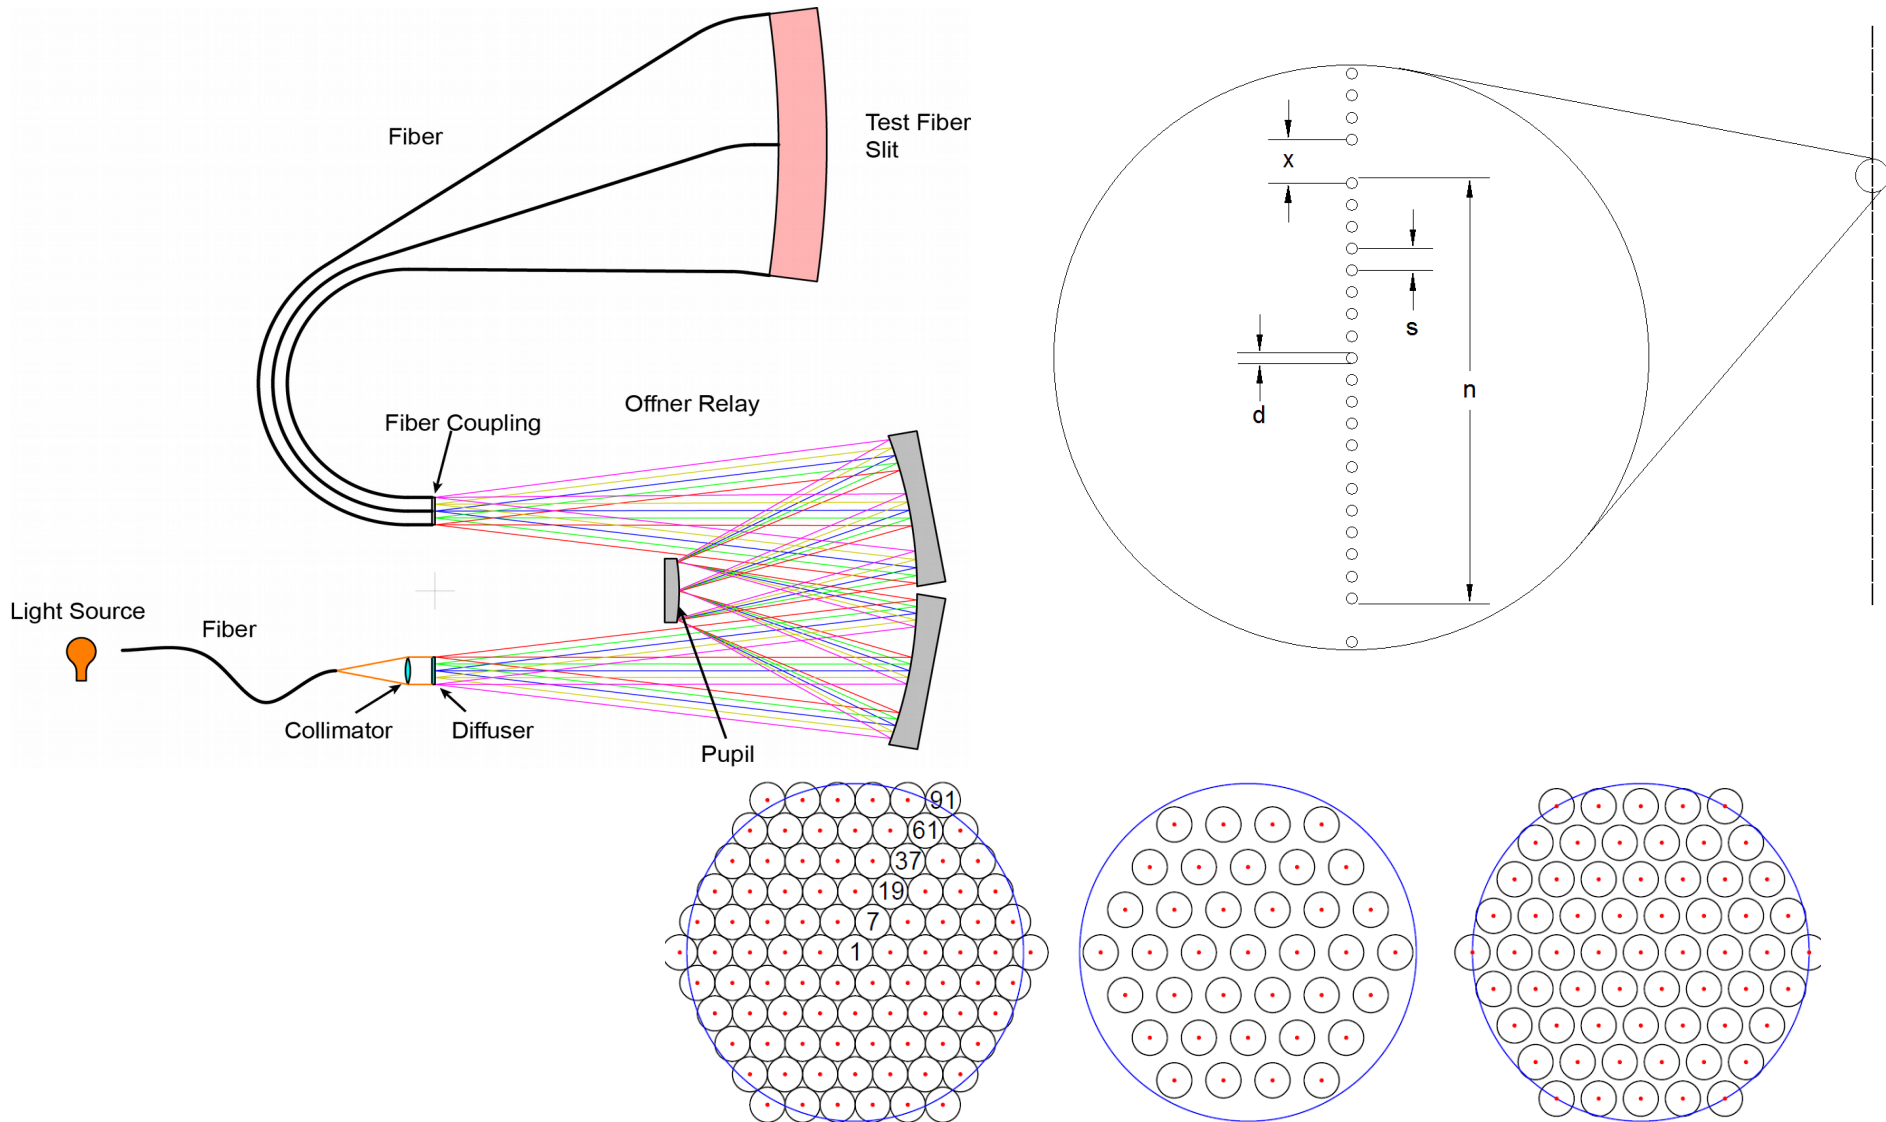 Fiber
Test Fiber
Slit
Offner Relay
Fiber Coupling
Light Source
Fiber
Collimator
Diffuser
Pupil
x
s
d
n
91
61
37
19
7
1